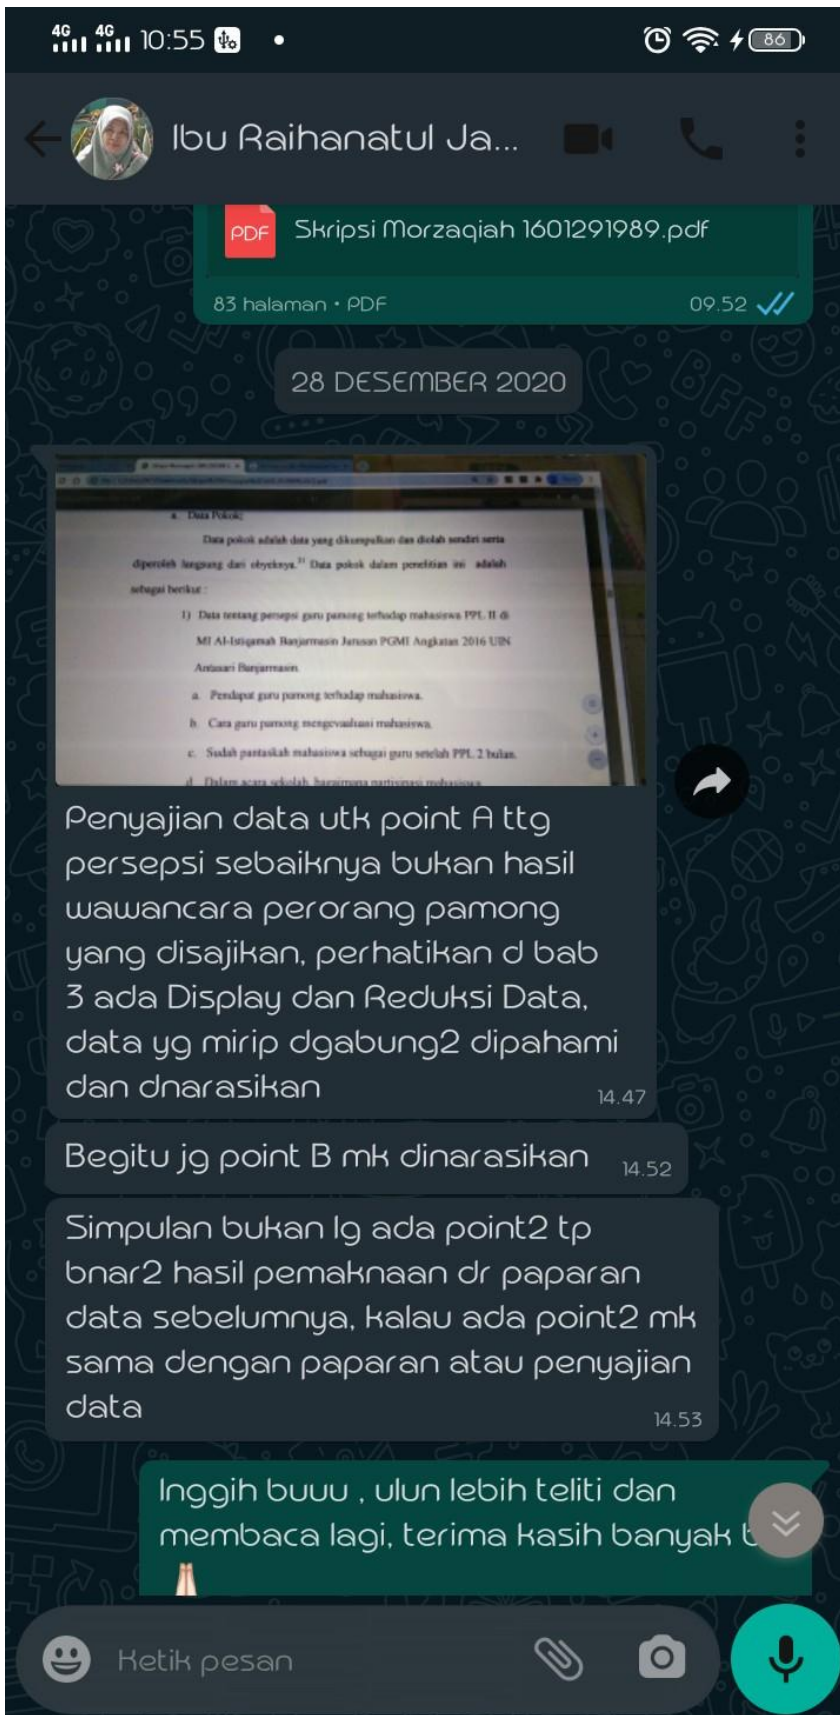 4G 4G 10:55 86
Ibu Raihanatul Ja...
PDF Skripsi Morzaqiah 1601291989.pdf
83 halaman • PDF 09.52
28 DESEMBER 2020
a. Data Pokok;
Data pokok adalah data yang dikumpulkan dan diolah sendiri serta
diperoleh langsung dari obyeknya. Data pokok dalam penelitian ini adalah
sebagai berikut :
1) Data tentang persepsi guru pamong terhadap mahasiswa PPL II di
MI Al-Istiqamah Banjarmasin Jurusan PGMI Angkatan 2016 UIN
Antasari Banjarmasin.
a. Pendapat guru pamong terhadap mahasiswa.
b. Cara guru pamong mengevaluasi mahasiswa.
c. Sudah pantaskah mahasiswa sebagai guru setelah PPL 2 bulan.
d. Dalam acara sekolah, bagaimana partisipasi mahasiswa
Penyajian data utk point A ttg
persepsi sebaiknya bukan hasil
wawancara perorang pamong
yang disajikan, perhatikan d bab
3 ada Display dan Reduksi Data,
data yg mirip dgabung2 dipahami
dan dnarasikan 14.47
Begitu jg point B mk dinarasikan 14.52
Simpulan bukan lg ada point2 tp
bnar2 hasil pemaknaan dr paparan
data sebelumnya, kalau ada point2 mk
sama dengan paparan atau penyajian
data 14.53
Inggih buuu , ulun lebih teliti dan
membaca lagi, terima kasih banyak b
Ketik pesan